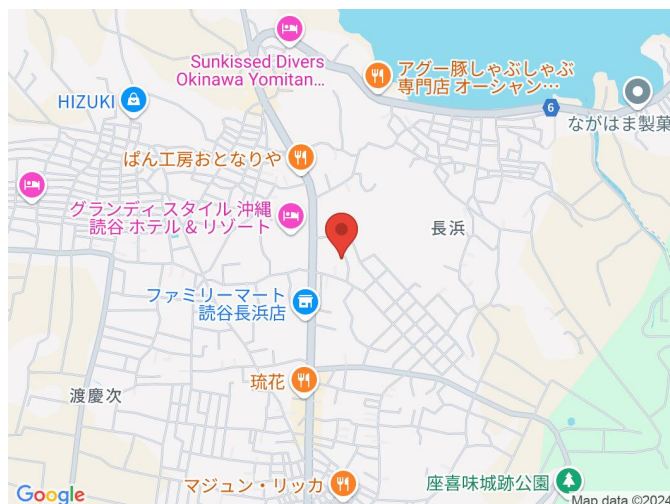 Sunkissed Divers
Okinawa Yomitan...
アグー豚しゃぶしゃぶ
専門店 オーシャン…
HIZUKI
6
ながはま製菓
ぱん工房おとなりや
グランディ スタイル 沖縄
読谷 ホテル & リゾート
長浜
ファミリーマート
読谷長浜店
琉花
渡慶次
マジュン・リッカ
座喜味城跡公園
Google
Map data ©2024